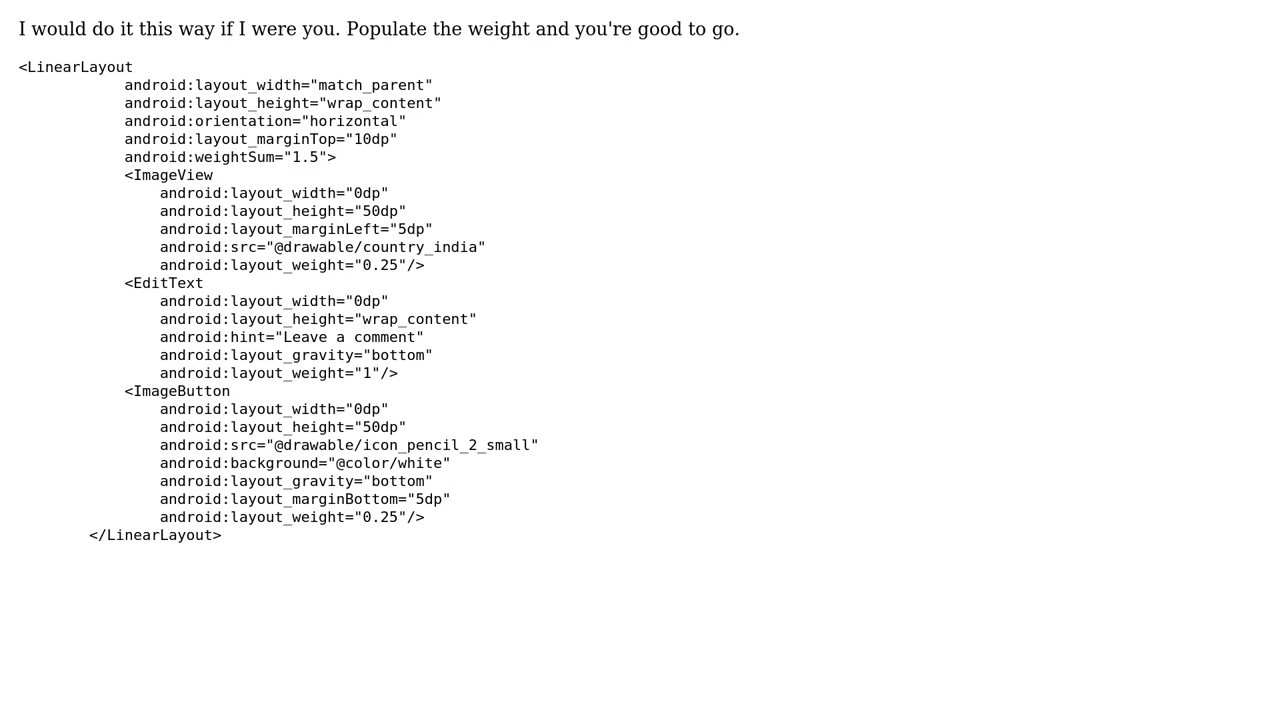 I would do it this way if I were you. Populate the weight and you're good to go.
<LinearLayout
            android:layout_width="match_parent"
            android:layout_height="wrap_content"
            android:orientation="horizontal"
            android:layout_marginTop="10dp"
            android:weightSum="1.5">
            <ImageView
                android:layout_width="0dp"
                android:layout_height="50dp"
                android:layout_marginLeft="5dp"
                android:src="@drawable/country_india"
                android:layout_weight="0.25"/>
            <EditText
                android:layout_width="0dp"
                android:layout_height="wrap_content"
                android:hint="Leave a comment"
                android:layout_gravity="bottom"
                android:layout_weight="1"/>
            <ImageButton
                android:layout_width="0dp"
                android:layout_height="50dp"
                android:src="@drawable/icon_pencil_2_small"
                android:background="@color/white"
                android:layout_gravity="bottom"
                android:layout_marginBottom="5dp"
                android:layout_weight="0.25"/>
        </LinearLayout>